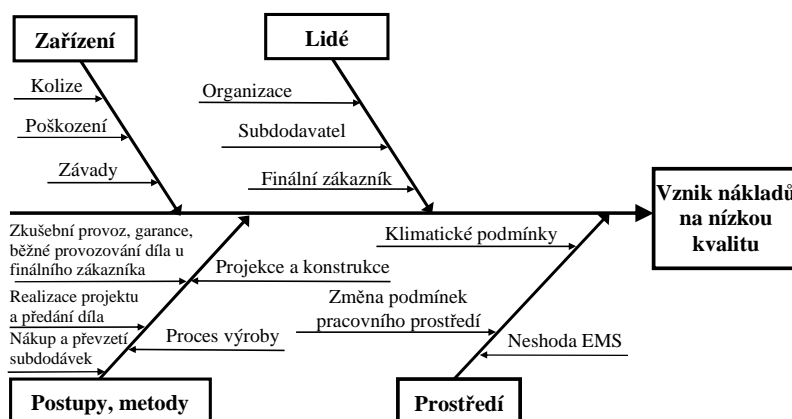 Zařízení
Lidé
Kolize
Organizace
Poškození
Subdodavatel
Závady
Finální zákazník
Vznik nákladů
na nízkou
kvalitu
Zkušební provoz, garance,
běžné provozování díla u
finálního zákazníka
Klimatické podmínky
Projekce a konstrukce
Realizace projektu
a předání díla
Změna podmínek
pracovního prostředí
Nákup a převzetí
subdodávek
Proces výroby
Neshoda EMS
Postupy, metody
Prostředí